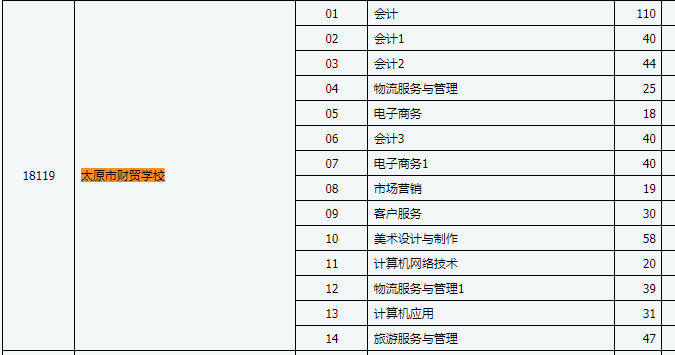 01 会计 110
02 会计1 40
03 会计2 44
04 物流服务与管理 25
05 电子商务 18
06 会计3 40
18119 太原市财贸学校 07 电子商务1 40
08 市场营销 19
09 客户服务 30
10 美术设计与制作 58
11 计算机网络技术 20
12 物流服务与管理1 39
13 计算机应用 31
14 旅游服务与管理 47